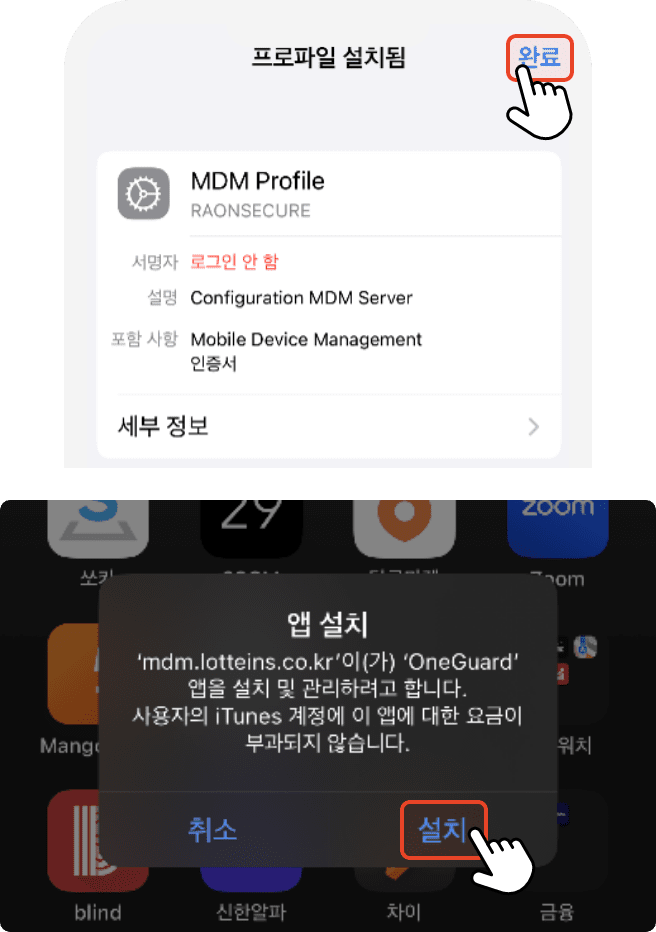 프로파일 설치됨
완료
MDM Profile
RAONSECURE
서명자 로그인 안 함
설명 Configuration MDM Server
포함 사항 Mobile Device Management
인증서
세부 정보
29
zoom
쏘카
Zoom
앱 설치
‘mdm.lotteins.co.kr’이(가) ‘OneGuard’
앱을 설치 및 관리하려고 합니다.
사용자의 iTunes 계정에 이 앱에 대한 요금이
부과되지 않습니다.
Mango
워치
취소
설치
blind
신한알파
차이
금융